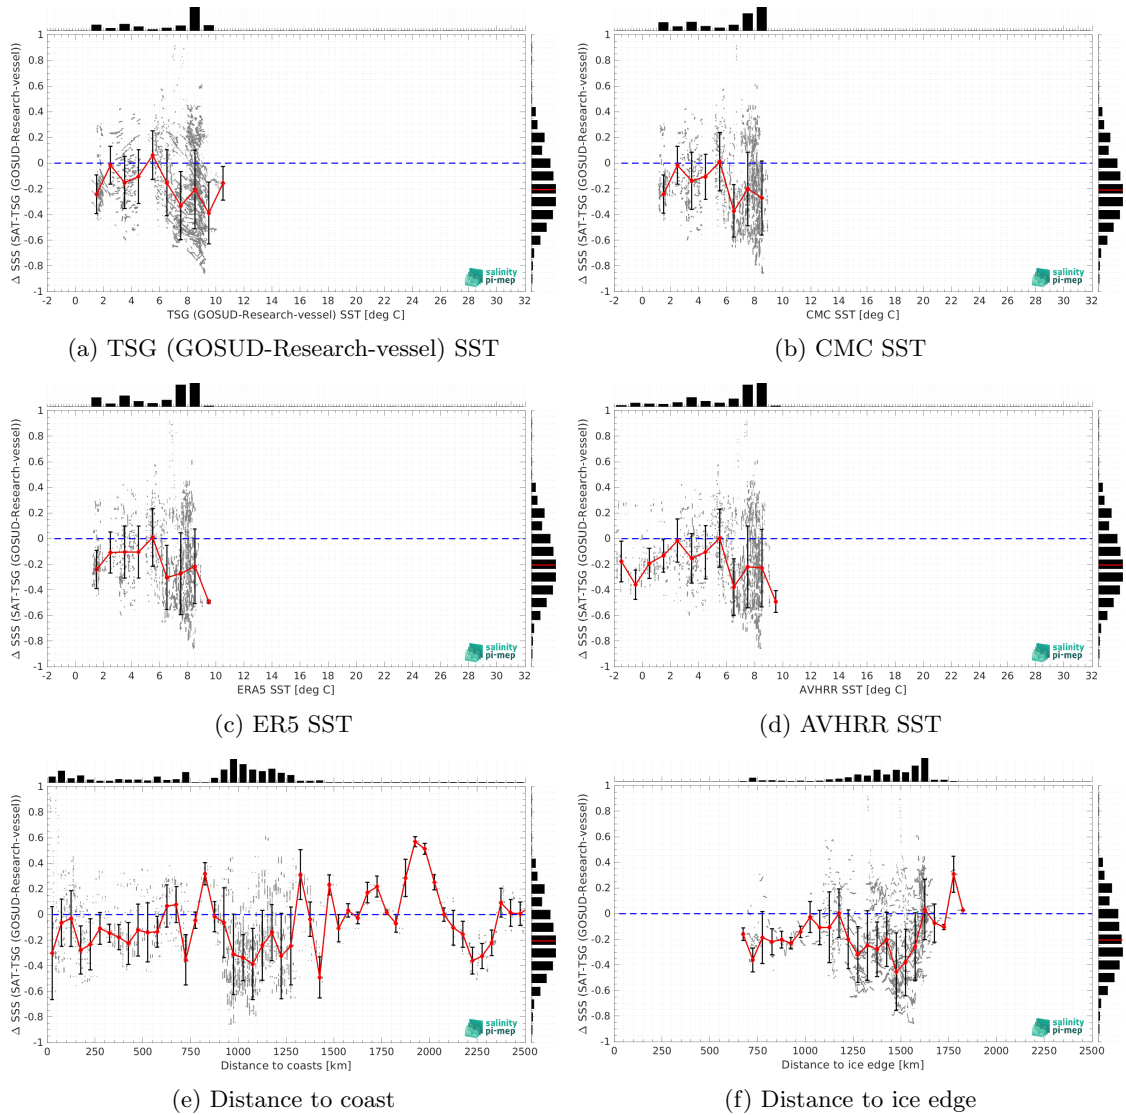 Δ SSS (SAT-TSG (GOSUD-Research-vessel))
1
0.8
0.6
0.4
0.2
0
-0.2
-0.4
-0.6
-0.8
-1
-2 0 2 4 6 8 10 12 14 16 18 20 22 24 26 28 30 32
TSG (GOSUD-Research-vessel) SST [deg C]
salinity
pi-mep
(a) TSG (GOSUD-Research-vessel) SST
Δ SSS (SAT-TSG (GOSUD-Research-vessel))
1
0.8
0.6
0.4
0.2
0
-0.2
-0.4
-0.6
-0.8
-1
-2 0 2 4 6 8 10 12 14 16 18 20 22 24 26 28 30 32
CMC SST [deg C]
salinity
pi-mep
(b) CMC SST
Δ SSS (SAT-TSG (GOSUD-Research-vessel))
1
0.8
0.6
0.4
0.2
0
-0.2
-0.4
-0.6
-0.8
-1
-2 0 2 4 6 8 10 12 14 16 18 20 22 24 26 28 30 32
ERA5 SST [deg C]
salinity
pi-mep
(c) ER5 SST
Δ SSS (SAT-TSG (GOSUD-Research-vessel))
1
0.8
0.6
0.4
0.2
0
-0.2
-0.4
-0.6
-0.8
-1
-2 0 2 4 6 8 10 12 14 16 18 20 22 24 26 28 30 32
AVHRR SST [deg C]
salinity
pi-mep
(d) AVHRR SST
Δ SSS (SAT-TSG (GOSUD-Research-vessel))
1
0.8
0.6
0.4
0.2
0
-0.2
-0.4
-0.6
-0.8
-1
0 250 500 750 1000 1250 1500 1750 2000 2250 2500
Distance to coasts [km]
salinity
pi-mep
(e) Distance to coast
Δ SSS (SAT-TSG (GOSUD-Research-vessel))
1
0.8
0.6
0.4
0.2
0
-0.2
-0.4
-0.6
-0.8
-1
0 250 500 750 1000 1250 1500 1750 2000 2250 2500
Distance to ice edge [km]
salinity
pi-mep
(f) Distance to ice edge